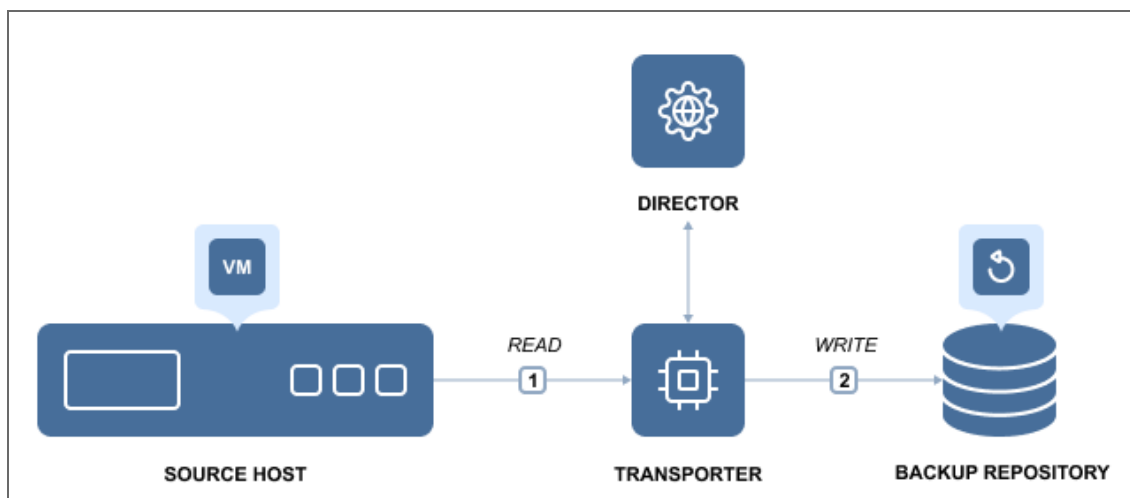 DIRECTOR
VM
READ
1
WRITE
2
SOURCE HOST
TRANSPORTER
BACKUP REPOSITORY